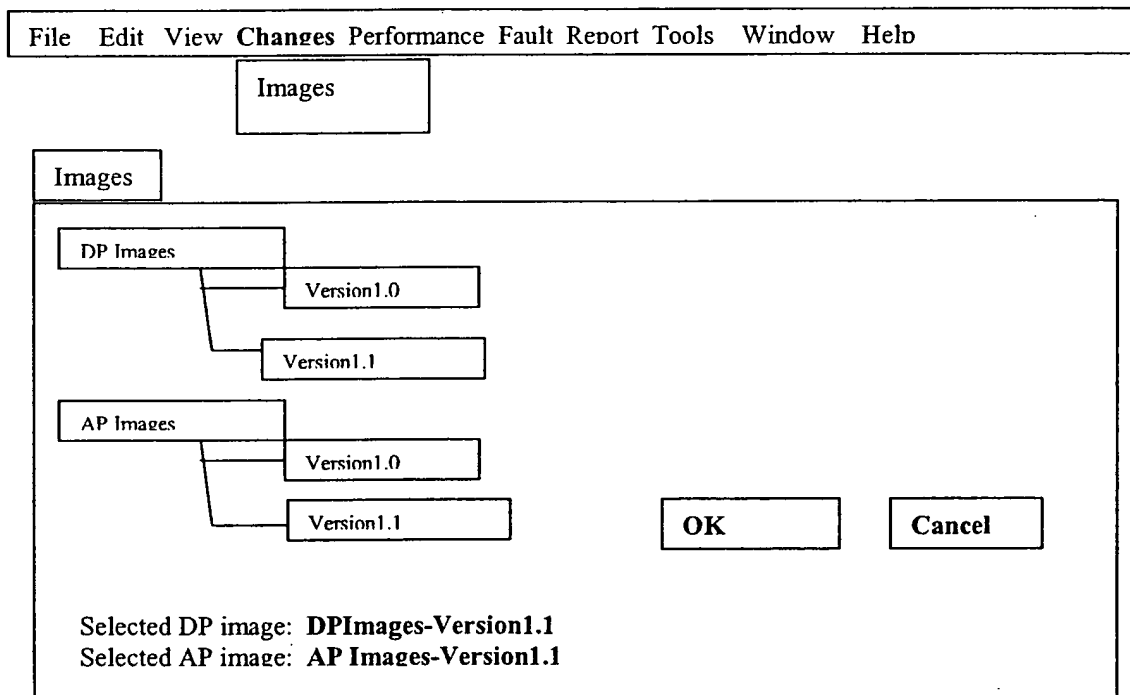 File Edit View Changes Performance Fault Report Tools Window Help
Images
Images
DP Images
Version1.0
Version1.1
AP Images
Version1.0
Version1.1
OK Cancel
Selected DP image: DPImages-Version1.1
Selected AP image: AP Images-Version1.1